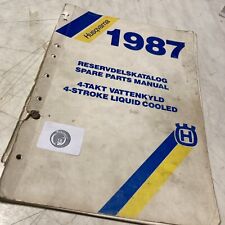 Husqvarna
1987
RESERVDELSKATALOG
SPARE PARTS MANUAL
4-TAKT VATTENKYLD
4-STROKE LIQUID COOLED